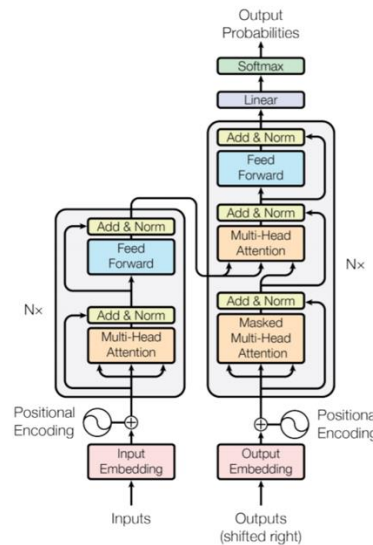 Output
Probabilities
Softmax
Linear
Add & Norm
Feed
Forward
Add & Norm
Multi-Head
Attention
Add & Norm
Masked
Multi-Head
Attention
N×
Add & Norm
Feed
Forward
Add & Norm
Multi-Head
Attention
N×
Positional
Encoding
Positional
Encoding
Input
Embedding
Output
Embedding
Inputs
Outputs
(shifted right)